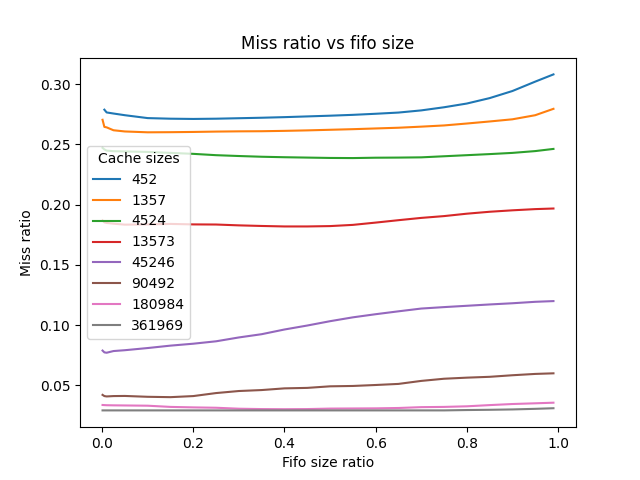 Miss ratio vs fifo size
0.30
0.25
0.20
0.15
0.10
0.05
Miss ratio
Cache sizes
452
1357
4524
13573
45246
90492
180984
361969
0.0 0.2 0.4 0.6 0.8 1.0
Fifo size ratio